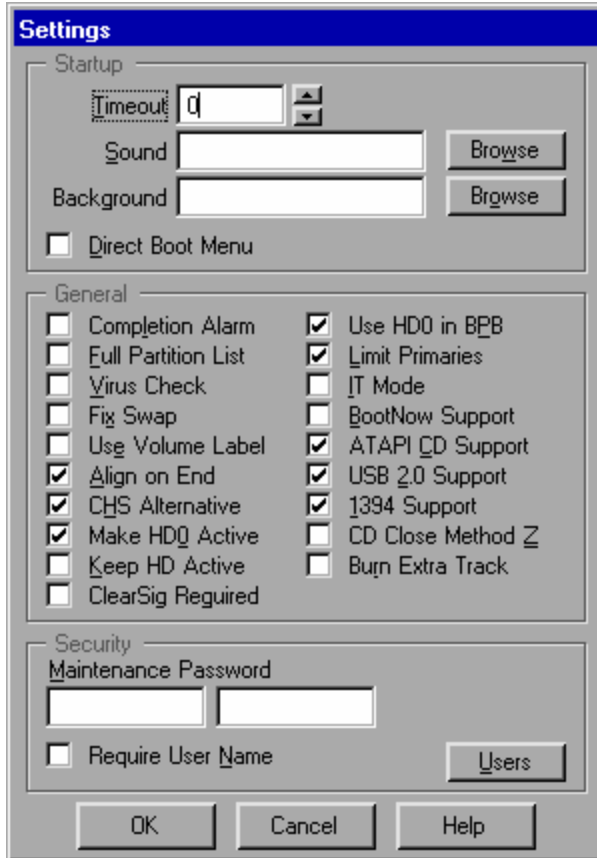 Settings
Startup
Timeout 0
Sound Browse
Background Browse
Direct Boot Menu
General
Completion Alarm Use HD0 in BPB
Full Partition List Limit Primaries
Virus Check IT Mode
Fix Swap BootNow Support
Use Volume Label ATAPI CD Support
Align on End USB 2.0 Support
CHS Alternative 1394 Support
Make HD0 Active CD Close Method Z
Keep HD Active Burn Extra Track
ClearSig Reguired
Security
Maintenance Password
Require User Name Users
OK Cancel Help